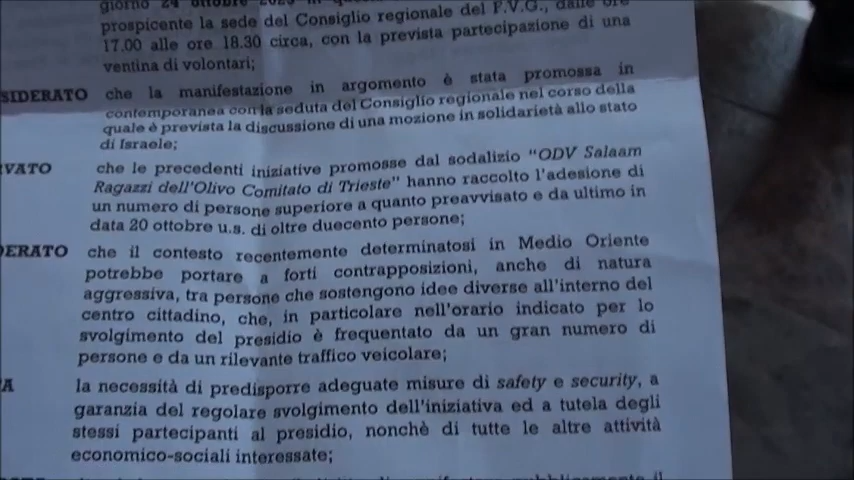 giorno 24 ottobre
prospicente la sede del Consiglio regionale del F.V.G., dalle ore
17.00 alle ore 18.30 circa, con la prevista partecipazione di una
ventina di volontari;
SIDERATO che la manifestazione in argomento è stata promossa in
contemporanea con la seduta del Consiglio regionale nel corso della
quale è prevista la discussione di una mozione in solidarietà allo stato
di Israele;
VATO che le precedenti iniziative promosse dal sodalizio "ODV Salaam
Ragazzi dell'Olivo Comitato di Trieste" hanno raccolto l'adesione di
un numero di persone superiore a quanto preavvisato e da ultimo in
data 20 ottobre u.s. di oltre duecento persone;
DERATO che il contesto recentemente determinatosi in Medio Oriente
potrebbe portare a forti contrapposizioni, anche di natura
aggressiva, tra persone che sostengono idee diverse all'interno del
centro cittadino, che, in particolare nell'orario indicato per lo
svolgimento del presidio è frequentato da un gran numero di
persone e da un rilevante traffico veicolare;
A la necessità di predisporre adeguate misure di safety e security, a
garanzia del regolare svolgimento dell'iniziativa ed a tutela degli
stessi partecipanti al presidio, nonchè di tutte le altre attività
economico-sociali interessate;